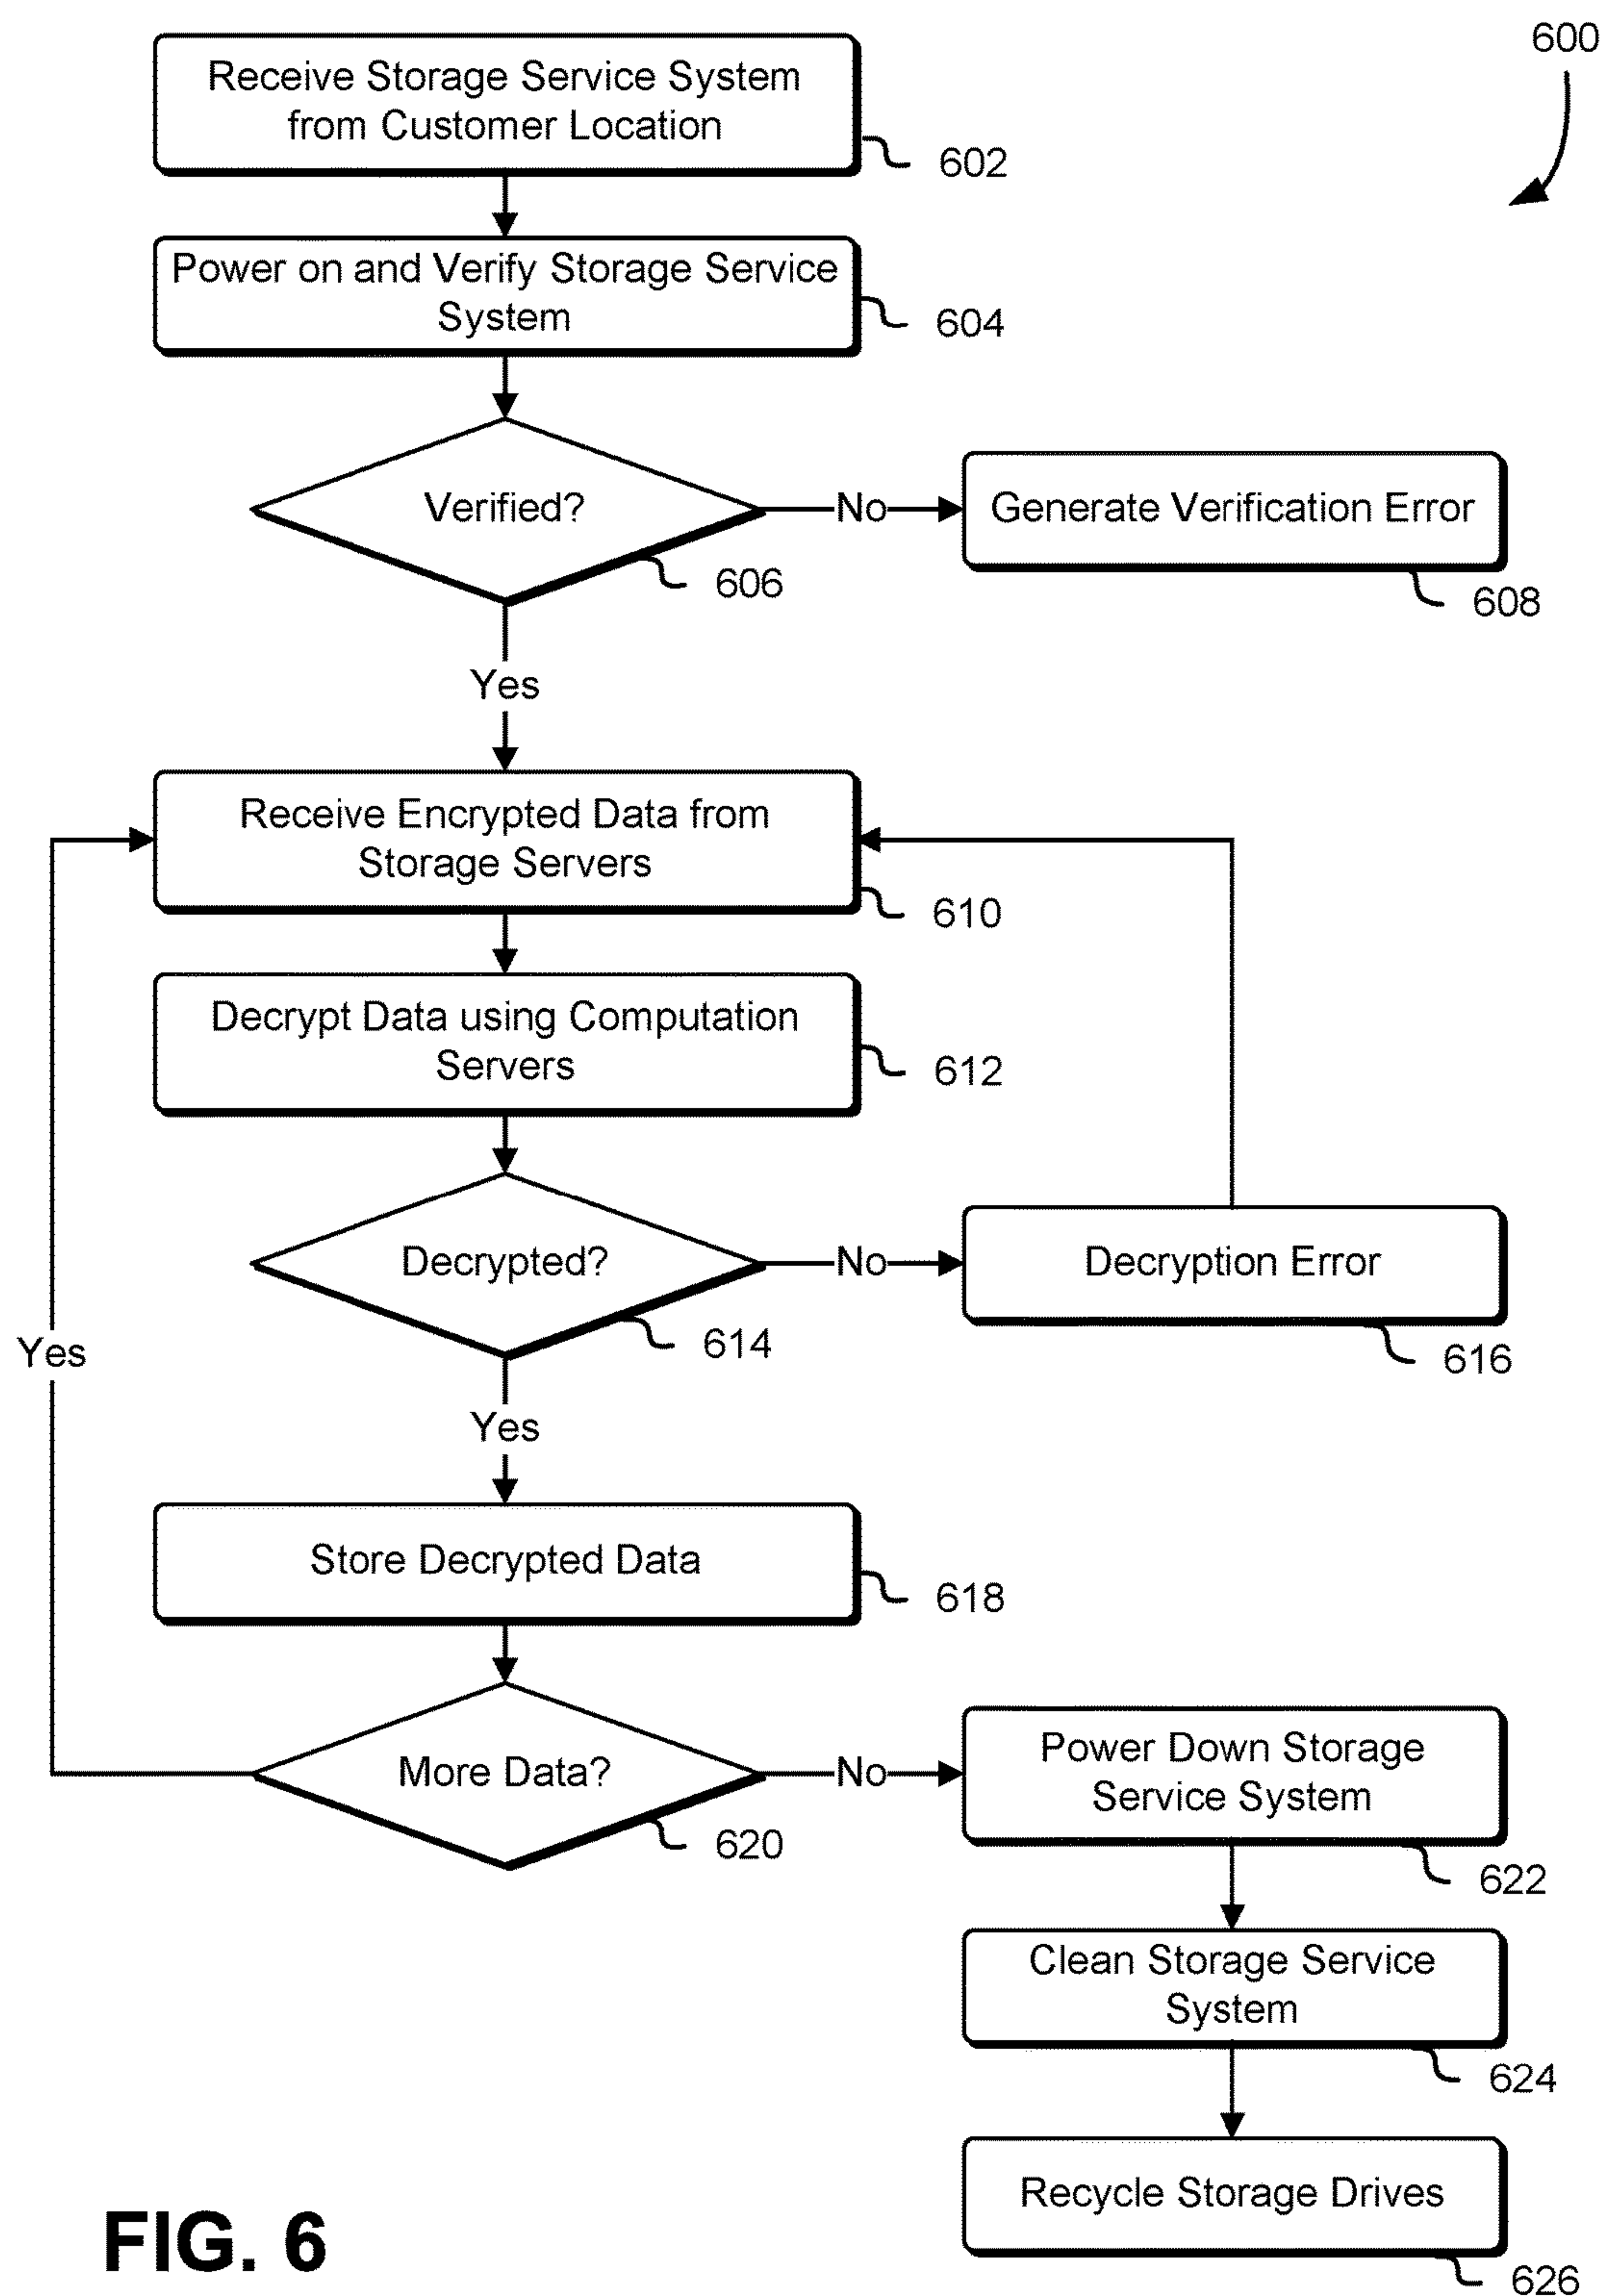 600
Receive Storage Service System
from Customer Location
602
Power on and Verify Storage Service
System
604
Verified?
606
No
Generate Verification Error
608
Yes
Receive Encrypted Data from
Storage Servers
610
Decrypt Data using Computation
Servers
612
Decrypted?
614
No
Decryption Error
616
Yes
Yes
Store Decrypted Data
618
More Data?
620
No
Power Down Storage
Service System
622
Clean Storage Service
System
624
Recycle Storage Drives
626
FIG. 6